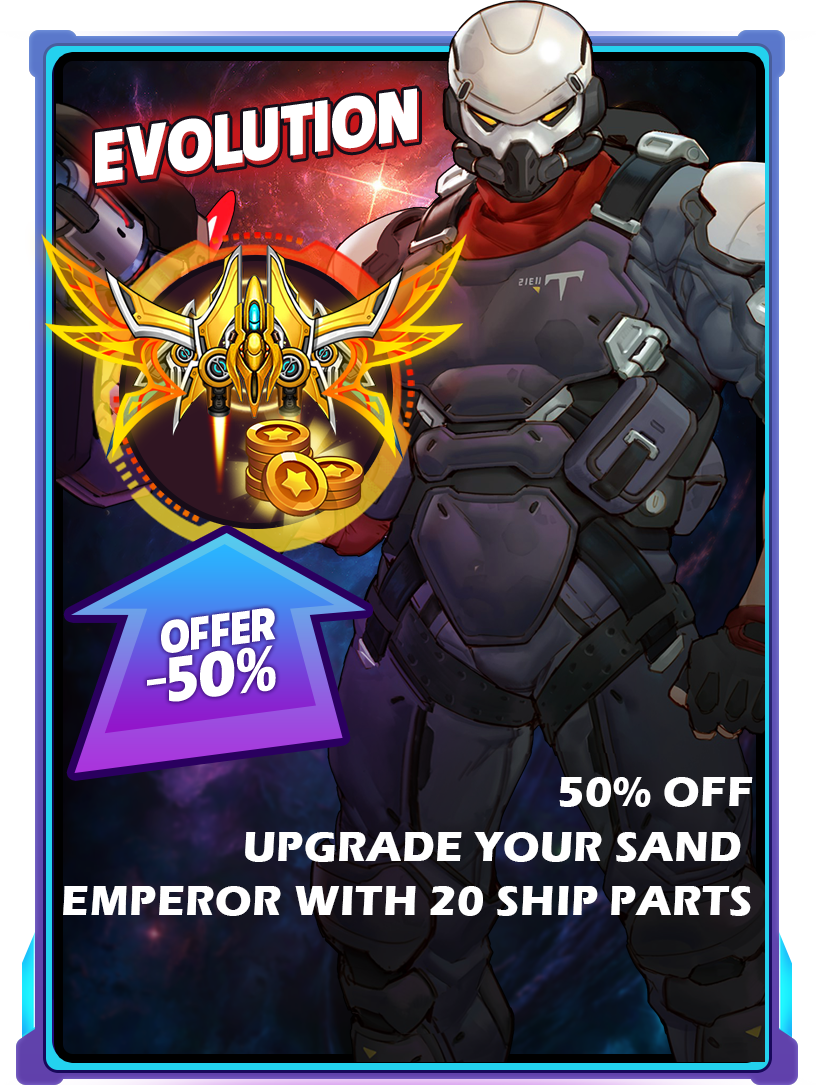 EVOLUTION
OFFER
-50%
50% OFF
UPGRADE YOUR SAND
EMPEROR WITH 20 SHIP PARTS